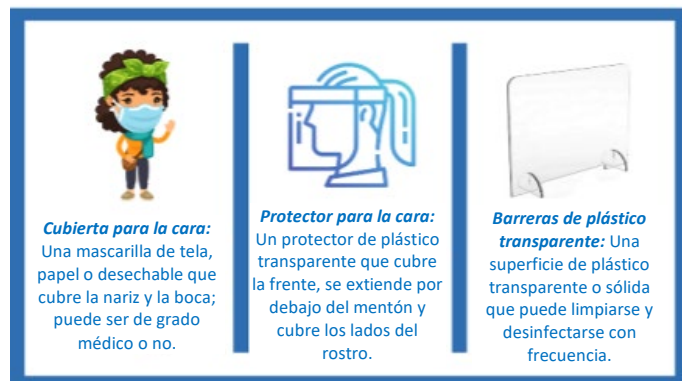 Cubierta para la cara:
Una mascarilla de tela,
papel o desechable que
cubre la nariz y la boca;
puede ser de grado
médico o no.
Protector para la cara:
Un protector de plástico
transparente que cubre
la frente, se extiende por
debajo del mentón y
cubre los lados del
rostro.
Barreras de plástico
transparente: Una
superficie de plástico
transparente o sólida
que puede limpiarse y
desinfectarse con
frecuencia.